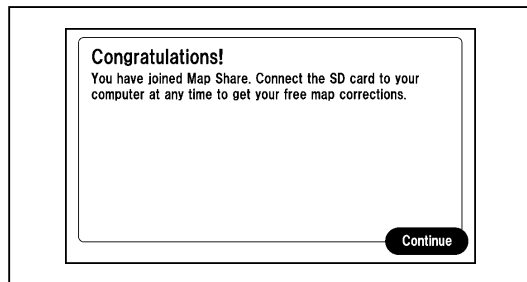 Congratulations!
You have joined Map Share. Connect the SD card to your
computer at any time to get your free map corrections.
Continue